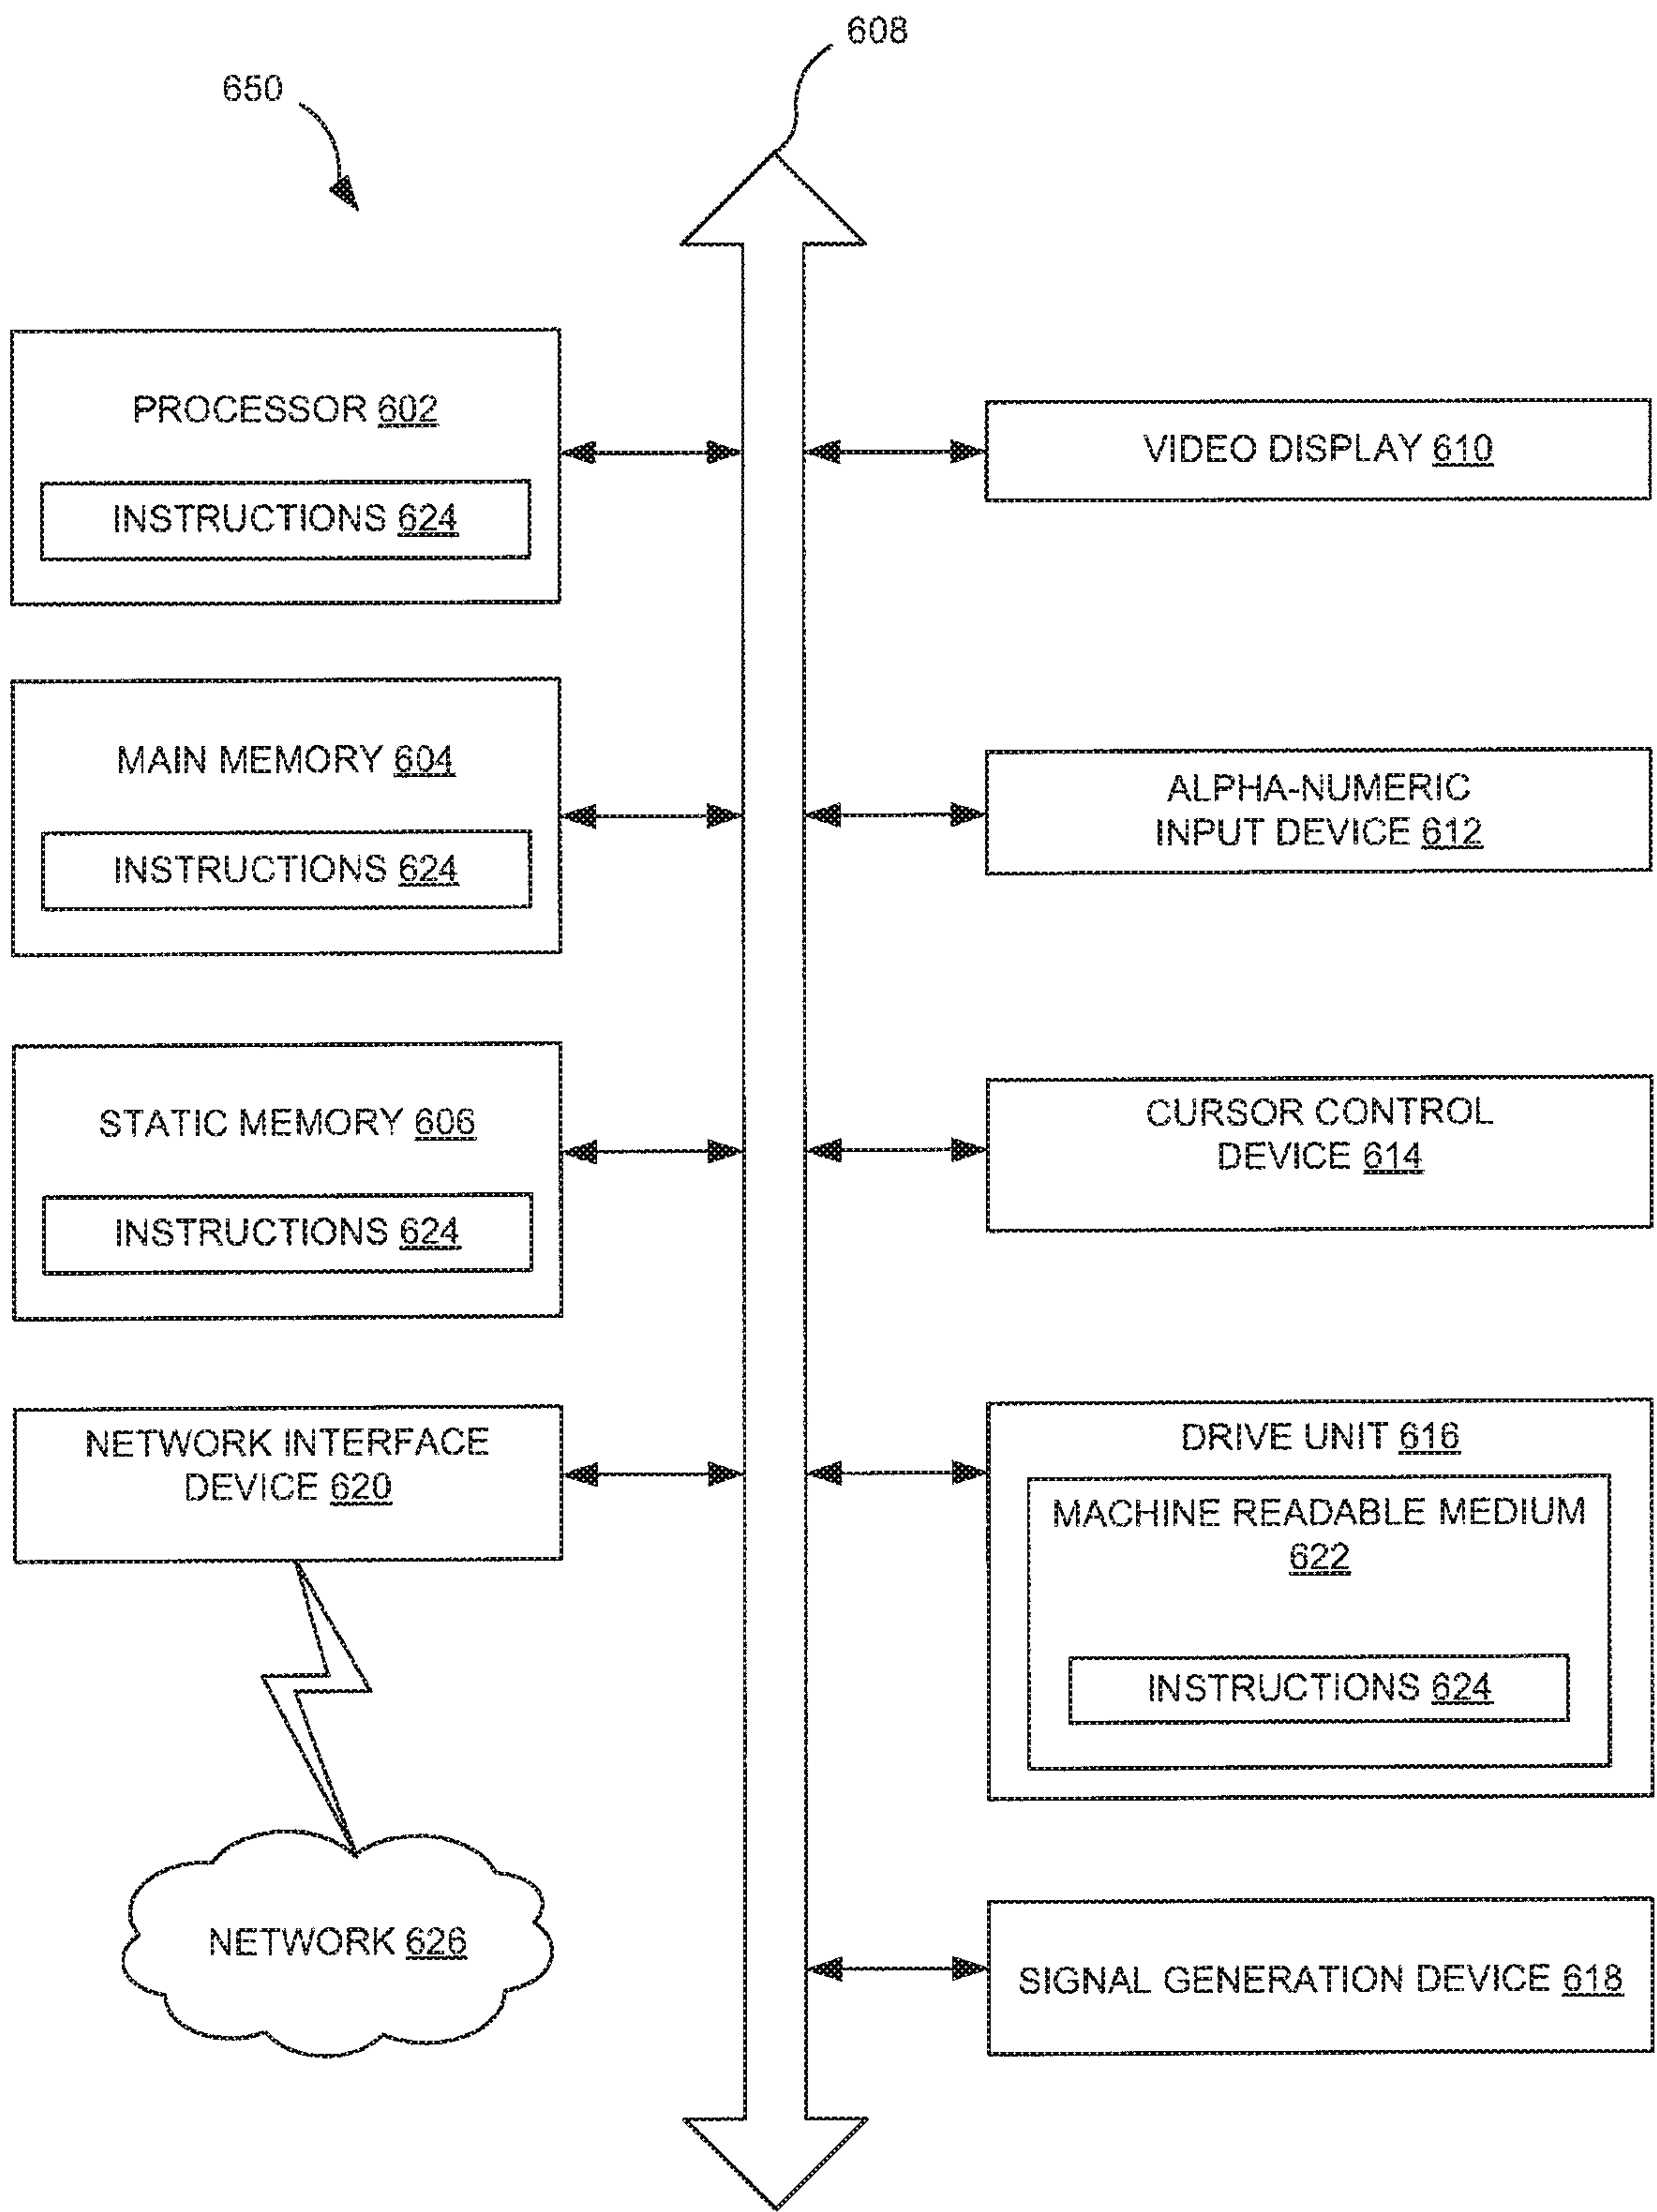 608
650
PROCESSOR 602
INSTRUCTIONS 624
MAIN MEMORY 604
INSTRUCTIONS 624
STATIC MEMORY 606
INSTRUCTIONS 624
NETWORK INTERFACE
DEVICE 620
NETWORK 626
VIDEO DISPLAY 610
ALPHA-NUMERIC
INPUT DEVICE 612
CURSOR CONTROL
DEVICE 614
DRIVE UNIT 616
MACHINE READABLE MEDIUM
622
INSTRUCTIONS 624
SIGNAL GENERATION DEVICE 618